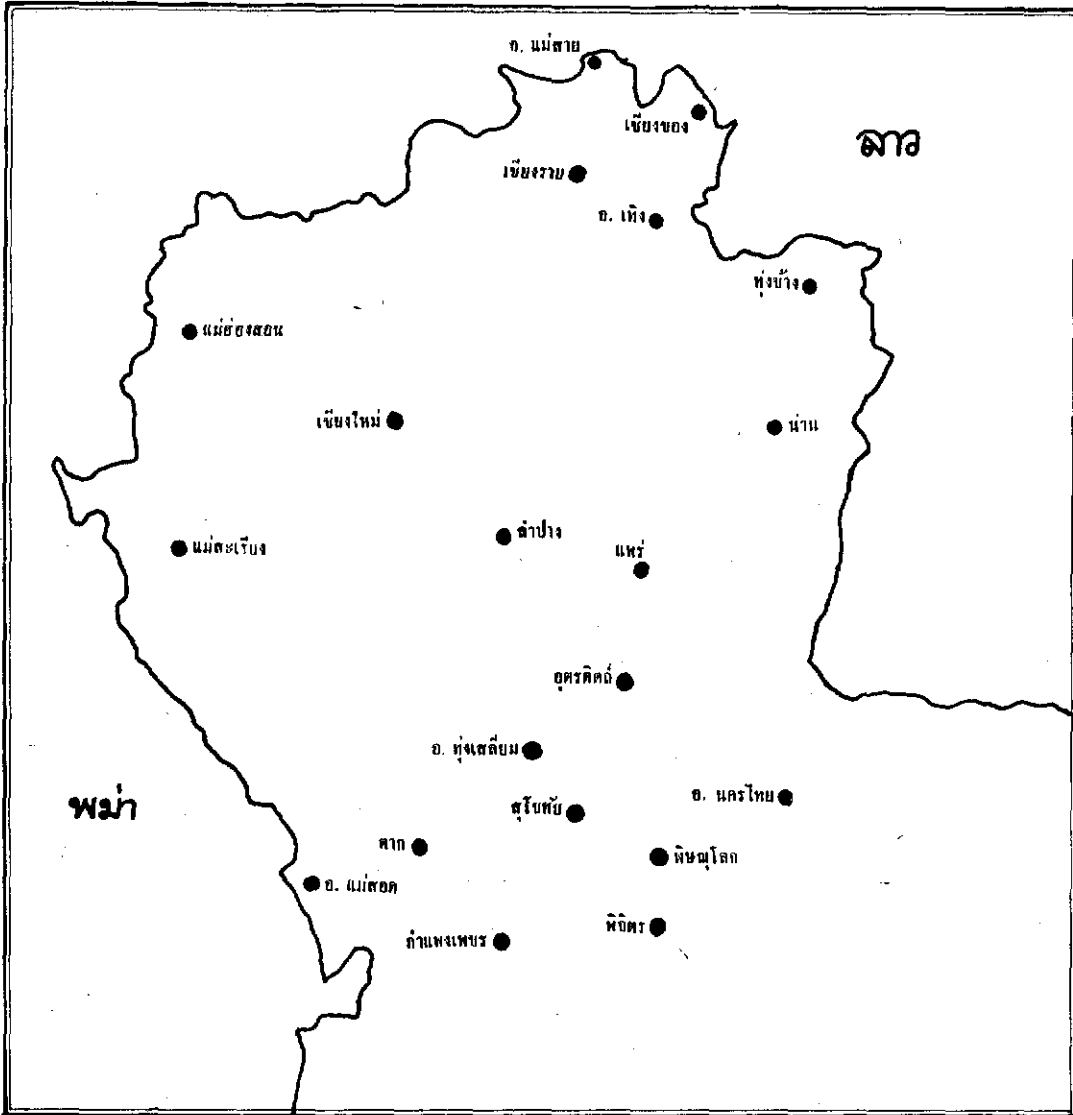 อ. แม่สาย
เชียงของ
ลาว
เชียงราย
อ. เทิง
ทุ่งช้าง
แม่ฮ่องสอน
เชียงใหม่
น่าน
ลำปาง
แม่สะเรียง
แพร่
อุตรดิตถ์
อ. ทุ่งเสลี่ยม
อ. นครไทย
พม่า
สุโขทัย
ตาก
พิษณุโลก
อ. แม่สอด
พิจิตร
กำแพงเพชร